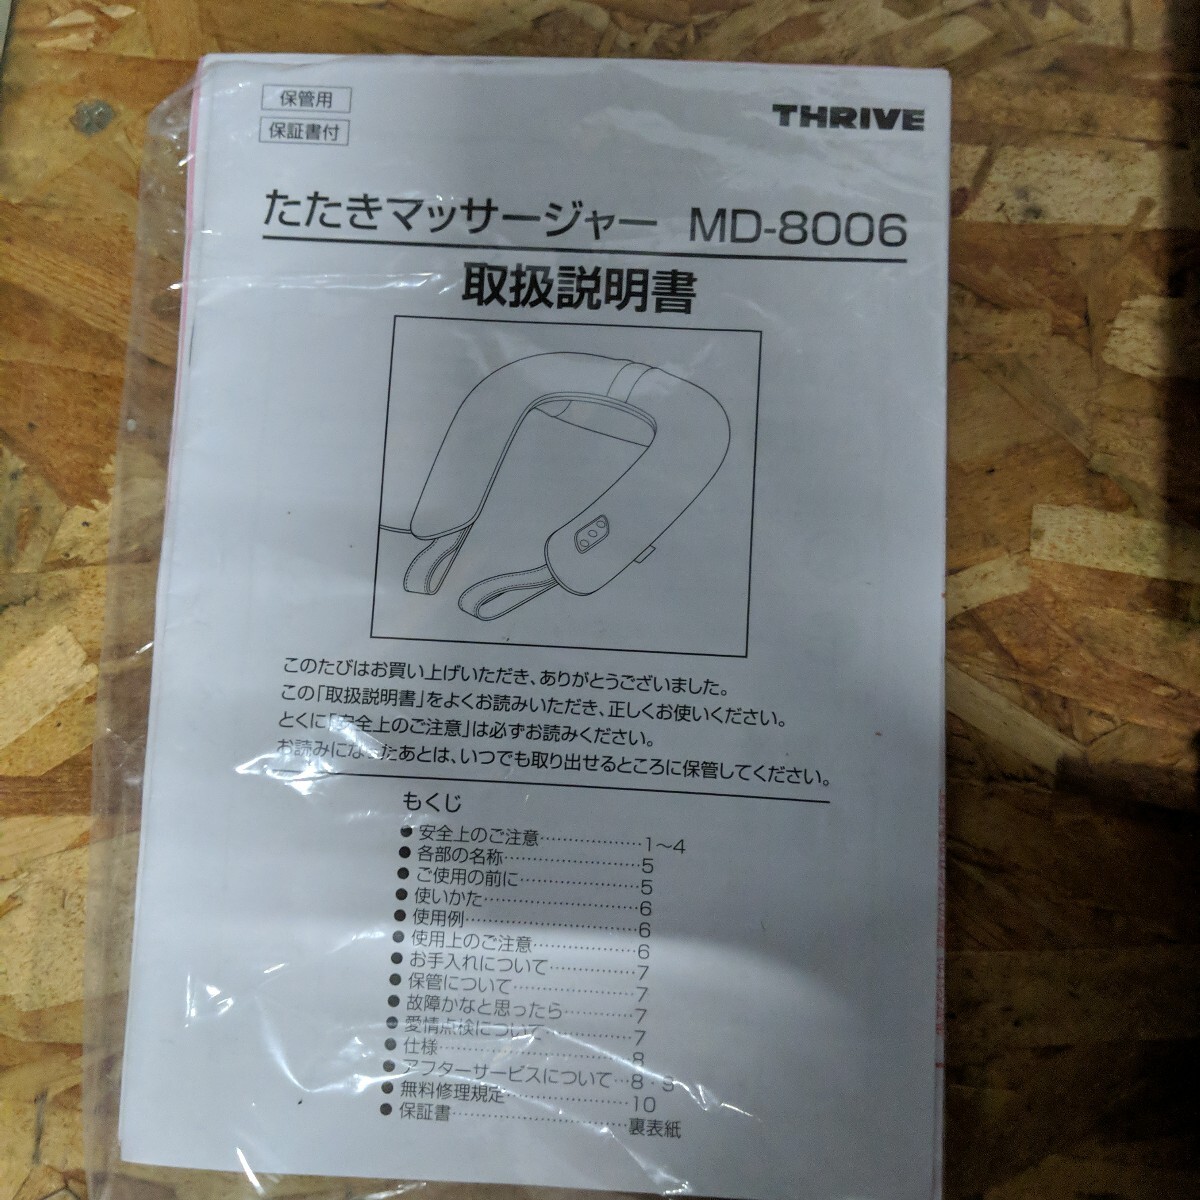 保管用
保証書付
THRIVE
たたきマッサージャー MD-8006
取扱説明書
このたびはお買い上げいただき、ありがとうございました。
この「取扱説明書」をよくお読みいただき、正しくお使いください。
とくに「安全上のご注意」は必ずお読みください。
お読みになったあとは、いつでも取り出せるところに保管してください。
もくじ
●安全上のご注意………………1〜4
●各部の名称……………………5
●ご使用の前に…………………5
●使いかた………………………6
●使用例…………………………6
●使用上のご注意………………6
●お手入れについて……………7
●保管について…………………7
●故障かなと思ったら…………7
●愛情点検について……………7
●仕様……………………………8
●アフターサービスについて…8・9
●無料修理規定…………………10
●保証書…………………………裏表紙